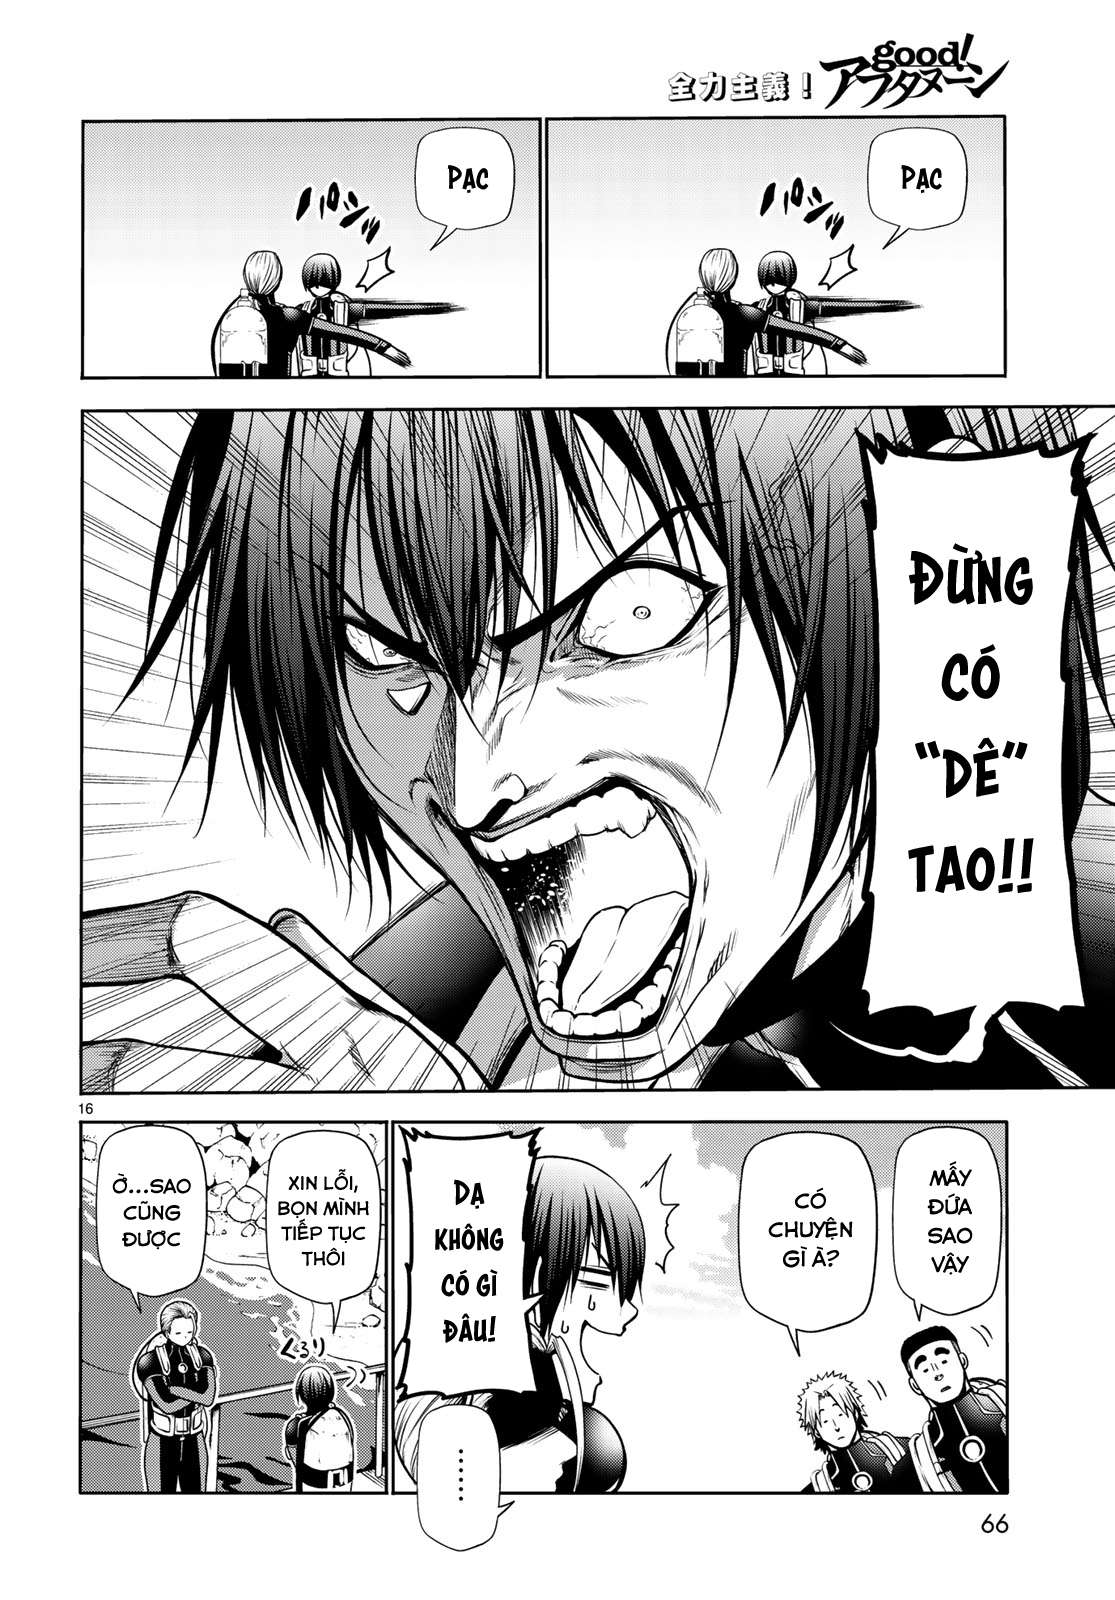 good!
全力主義！アフタヌーン
PẠC
パシッ
PẠC
パシッ
ĐỪNG
CÓ
“DÊ”
TAO!!
16
MẤY
ĐỨA
SAO
VẬY
CÓ
CHUYỆN
GÌ À?
DẠ
KHÔNG
CÓ GÌ
ĐÂU!
........
XIN LỖI,
BỌN MÌNH
TIẾP TỤC
THÔI
くるり
Ờ...SAO
CŨNG
ĐƯỢC
66